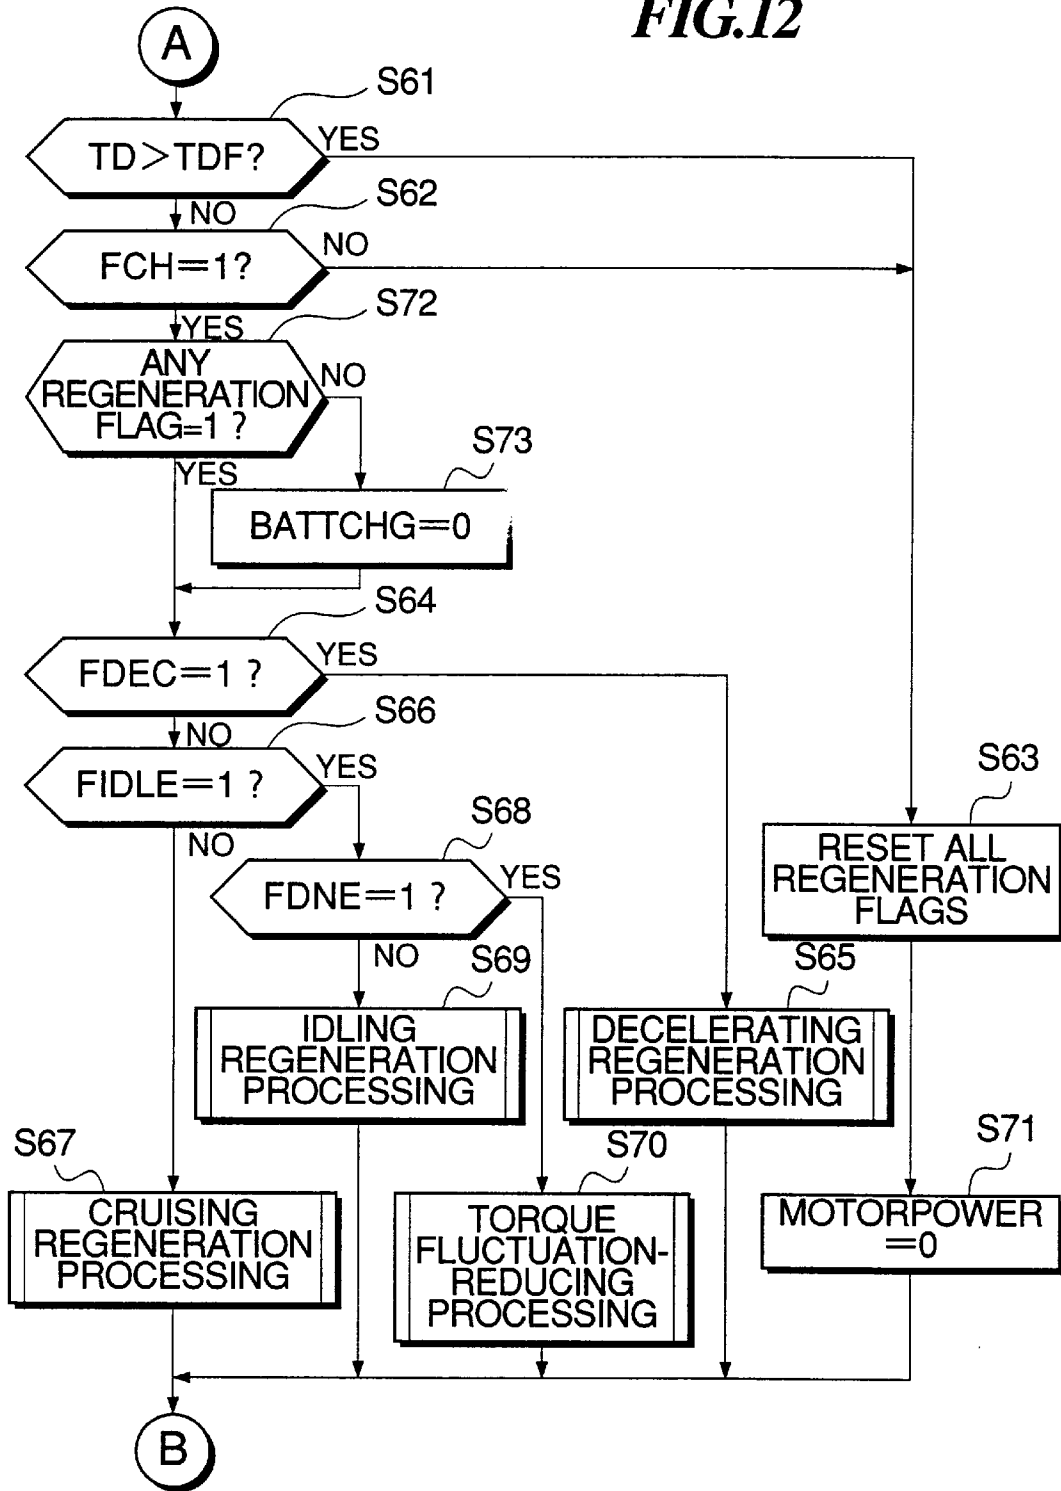 FIG.12
A
S61
TD>TDF?
YES
NO
S62
FCH=1?
NO
YES
S72
ANY
REGENERATION
FLAG=1 ?
NO
YES
S73
BATTCHG=0
S64
FDEC=1 ?
YES
NO
S66
FIDLE=1 ?
YES
NO
S68
FDNE=1 ?
YES
NO
S63
RESET ALL
REGENERATION
FLAGS
S69
IDLING
REGENERATION
PROCESSING
S65
DECELERATING
REGENERATION
PROCESSING
S67
CRUISING
REGENERATION
PROCESSING
S70
TORQUE
FLUCTUATION-
REDUCING
PROCESSING
S71
MOTORPOWER
=0
B